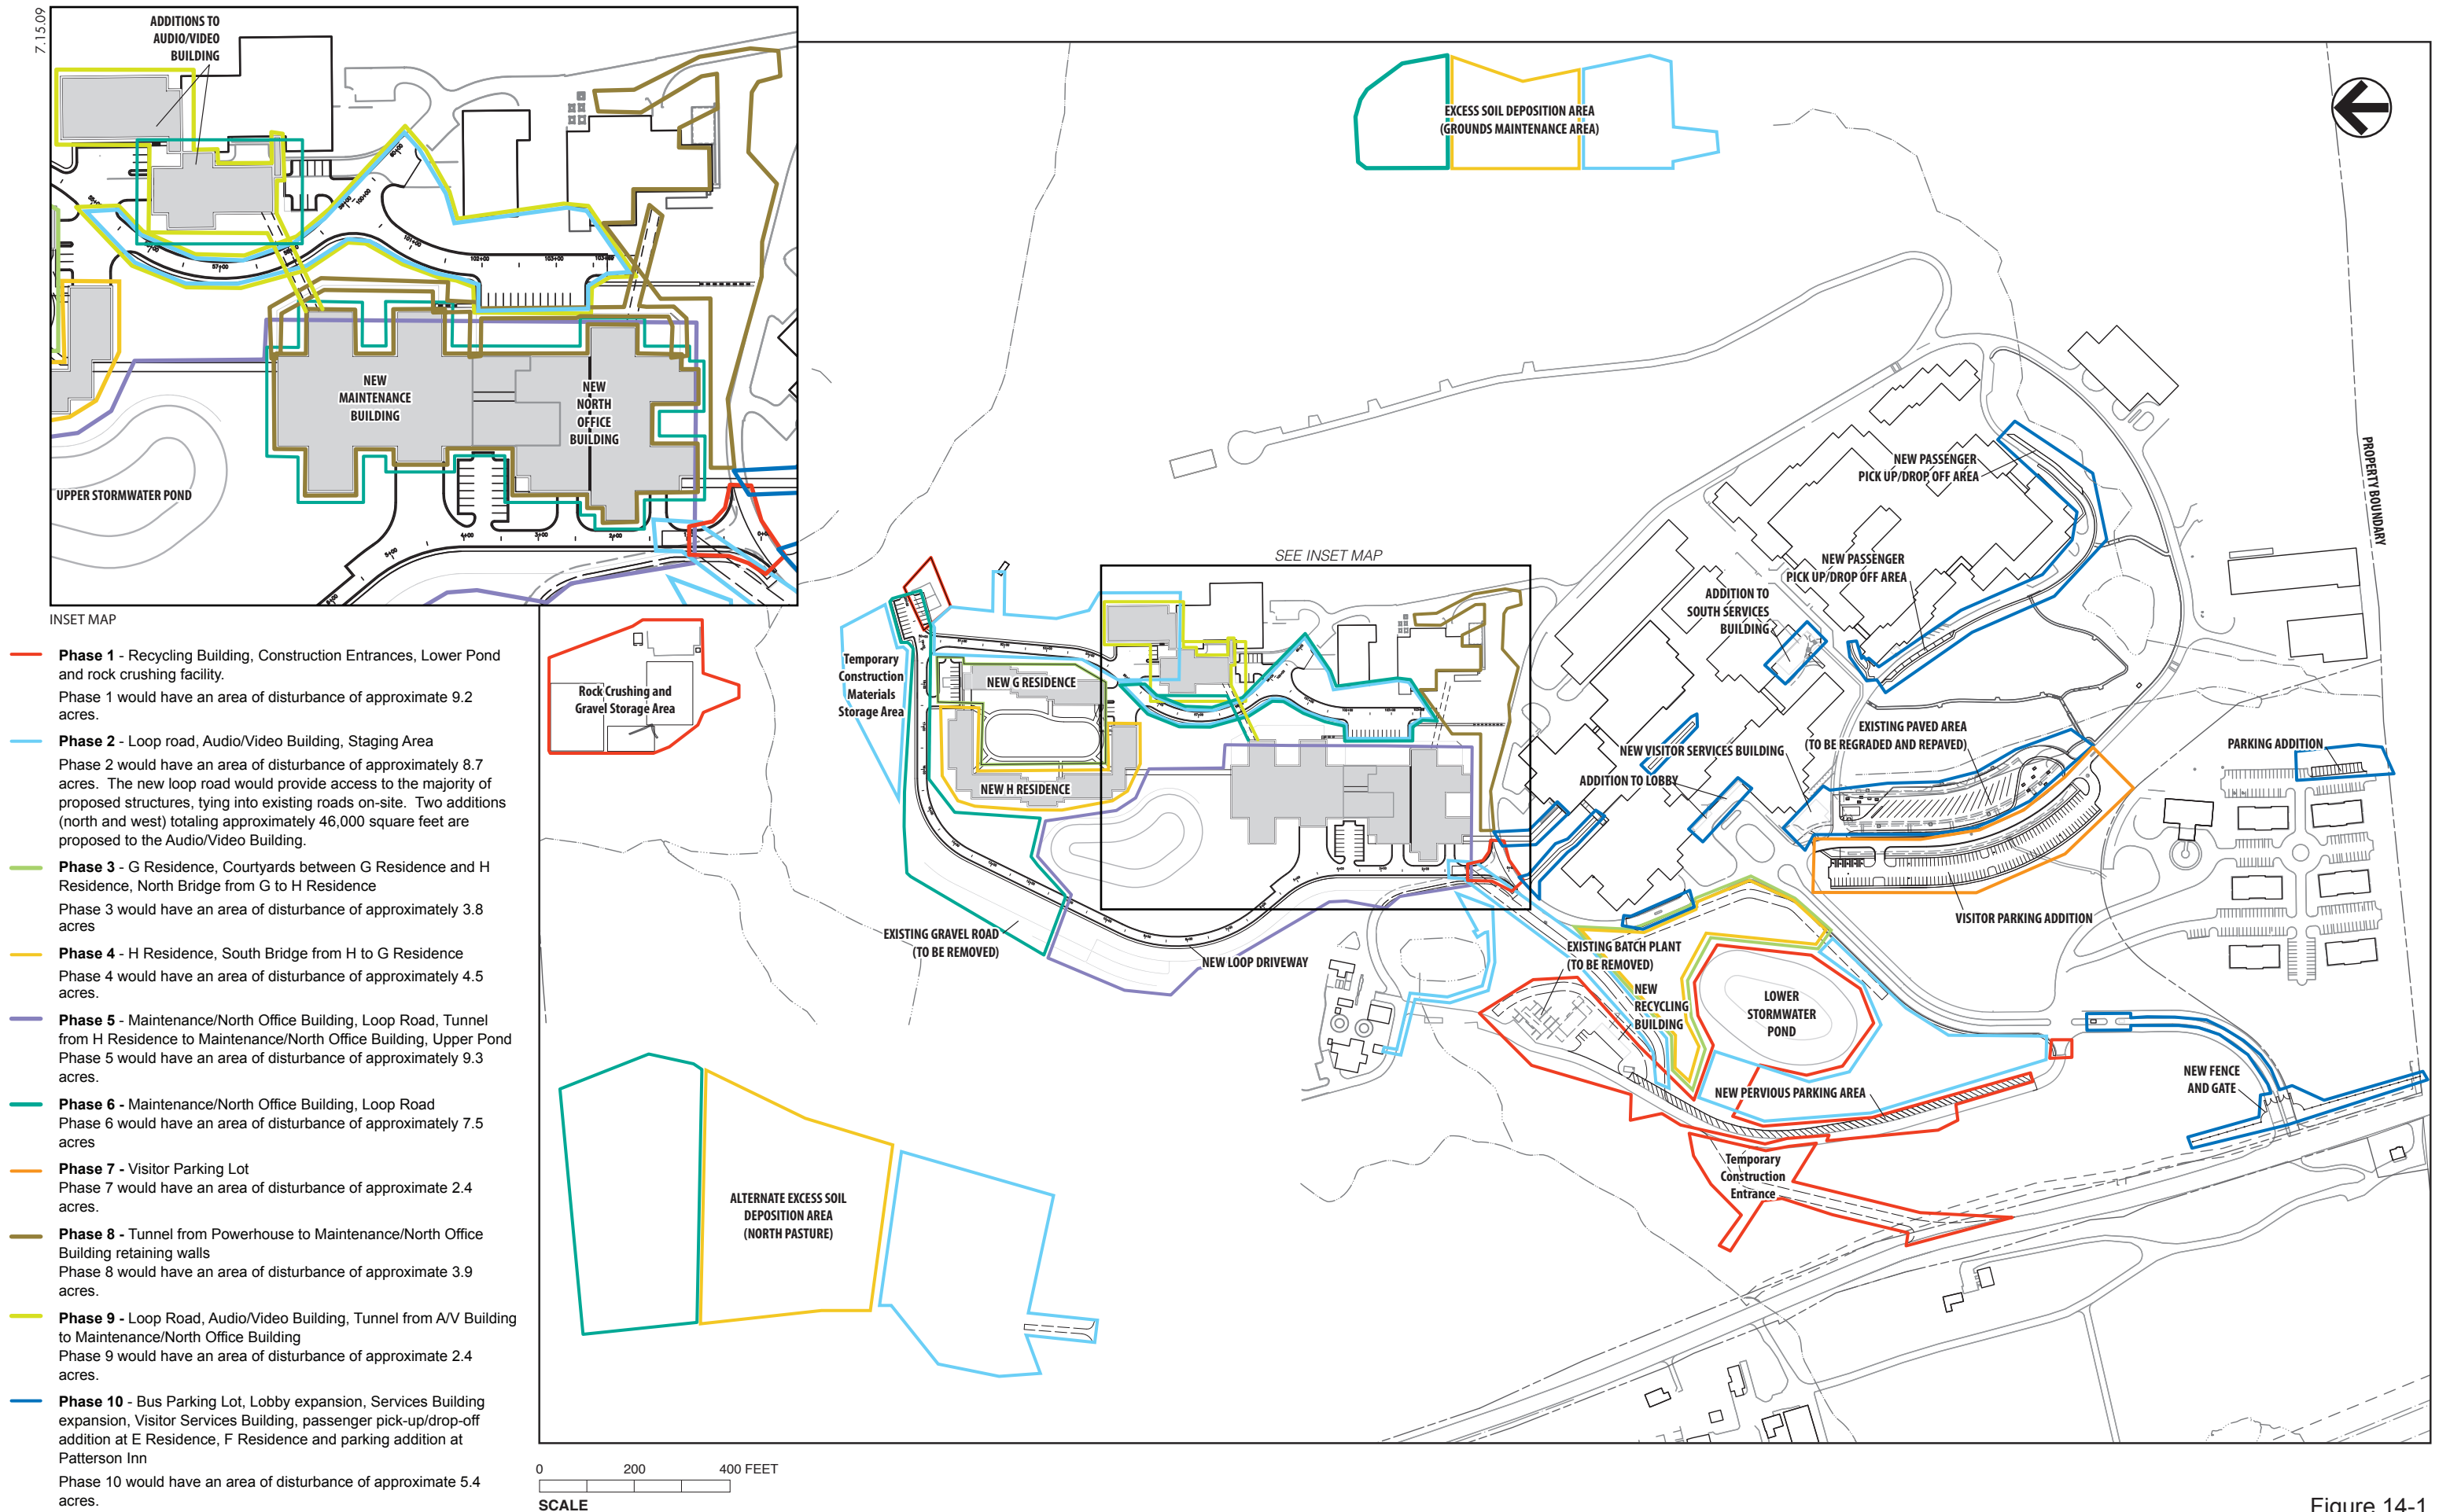 7.15.09
ADDITIONS TO
AUDIO/VIDEO
BUILDING
NEW
MAINTENANCE
BUILDING
NEW
NORTH
OFFICE
BUILDING
UPPER STORMWATER POND
57+00
101+00
102+00
103+00
5+00
4+00
3+00
2+00
INSET MAP
Phase 1 - Recycling Building, Construction Entrances, Lower Pond
and rock crushing facility.
Phase 1 would have an area of disturbance of approximate 9.2
acres.
Phase 2 - Loop road, Audio/Video Building, Staging Area
Phase 2 would have an area of disturbance of approximately 8.7
acres. The new loop road would provide access to the majority of
proposed structures, tying into existing roads on-site. Two additions
(north and west) totaling approximately 46,000 square feet are
proposed to the Audio/Video Building.
Phase 3 - G Residence, Courtyards between G Residence and H
Residence, North Bridge from G to H Residence
Phase 3 would have an area of disturbance of approximately 3.8
acres
Phase 4 - H Residence, South Bridge from H to G Residence
Phase 4 would have an area of disturbance of approximately 4.5
acres.
Phase 5 - Maintenance/North Office Building, Loop Road, Tunnel
from H Residence to Maintenance/North Office Building, Upper Pond
Phase 5 would have an area of disturbance of approximately 9.3
acres.
Phase 6 - Maintenance/North Office Building, Loop Road
Phase 6 would have an area of disturbance of approximately 7.5
acres
Phase 7 - Visitor Parking Lot
Phase 7 would have an area of disturbance of approximate 2.4
acres.
Phase 8 - Tunnel from Powerhouse to Maintenance/North Office
Building retaining walls
Phase 8 would have an area of disturbance of approximate 3.9
acres.
Phase 9 - Loop Road, Audio/Video Building, Tunnel from A/V Building
to Maintenance/North Office Building
Phase 9 would have an area of disturbance of approximate 2.4
acres.
Phase 10 - Bus Parking Lot, Lobby expansion, Services Building
expansion, Visitor Services Building, passenger pick-up/drop-off
addition at E Residence, F Residence and parking addition at
Patterson Inn
Phase 10 would have an area of disturbance of approximate 5.4
acres.
EXCESS SOIL DEPOSITION AREA
(GROUNDS MAINTENANCE AREA)
PROPERTY BOUNDARY
SEE INSET MAP
NEW PASSENGER
PICK UP/DROP OFF AREA
NEW PASSENGER
PICK UP/DROP OFF AREA
ADDITION TO
SOUTH SERVICES
BUILDING
Rock Crushing and
Gravel Storage Area
Temporary
Construction
Materials
Storage Area
NEW G RESIDENCE
NEW H RESIDENCE
EXISTING PAVED AREA
(TO BE REGRADED AND REPAVED)
NEW VISITOR SERVICES BUILDING
PARKING ADDITION
ADDITION TO LOBBY
VISITOR PARKING ADDITION
EXISTING GRAVEL ROAD
(TO BE REMOVED)
NEW LOOP DRIVEWAY
EXISTING BATCH PLANT
(TO BE REMOVED)
NEW
RECYCLING
BUILDING
LOWER
STORMWATER
POND
NEW PERVIOUS PARKING AREA
NEW FENCE
AND GATE
Temporary
Construction
Entrance
ALTERNATE EXCESS SOIL
DEPOSITION AREA
(NORTH PASTURE)
0 200 400 FEET
SCALE
Figure 14-1